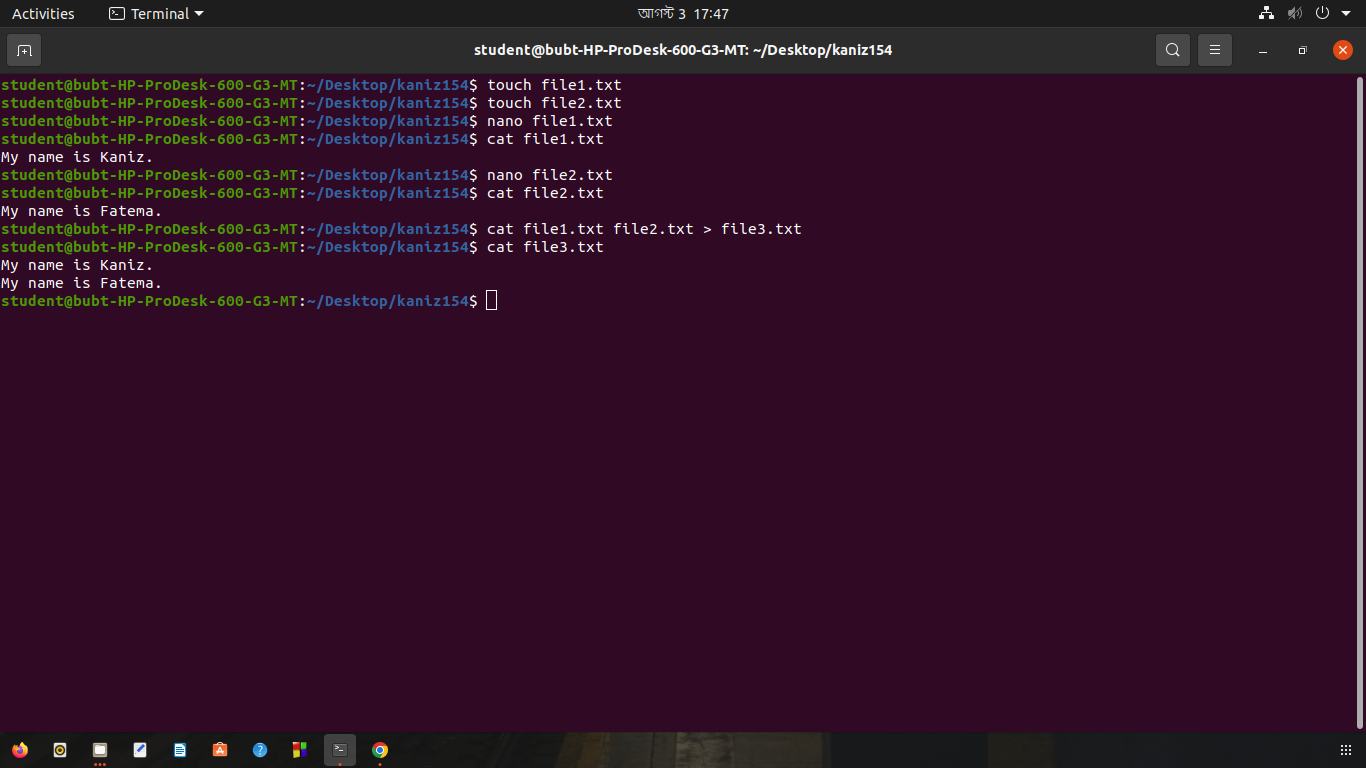 Activities
Terminal
আগস্ট 3 17:47
student@bubt-HP-ProDesk-600-G3-MT: ~/Desktop/kaniz154
student@bubt-HP-ProDesk-600-G3-MT:~/Desktop/kaniz154$ touch file1.txt
student@bubt-HP-ProDesk-600-G3-MT:~/Desktop/kaniz154$ touch file2.txt
student@bubt-HP-ProDesk-600-G3-MT:~/Desktop/kaniz154$ nano file1.txt
student@bubt-HP-ProDesk-600-G3-MT:~/Desktop/kaniz154$ cat file1.txt
My name is Kaniz.
student@bubt-HP-ProDesk-600-G3-MT:~/Desktop/kaniz154$ nano file2.txt
student@bubt-HP-ProDesk-600-G3-MT:~/Desktop/kaniz154$ cat file2.txt
My name is Fatema.
student@bubt-HP-ProDesk-600-G3-MT:~/Desktop/kaniz154$ cat file1.txt file2.txt > file3.txt
student@bubt-HP-ProDesk-600-G3-MT:~/Desktop/kaniz154$ cat file3.txt
My name is Kaniz.
My name is Fatema.
student@bubt-HP-ProDesk-600-G3-MT:~/Desktop/kaniz154$